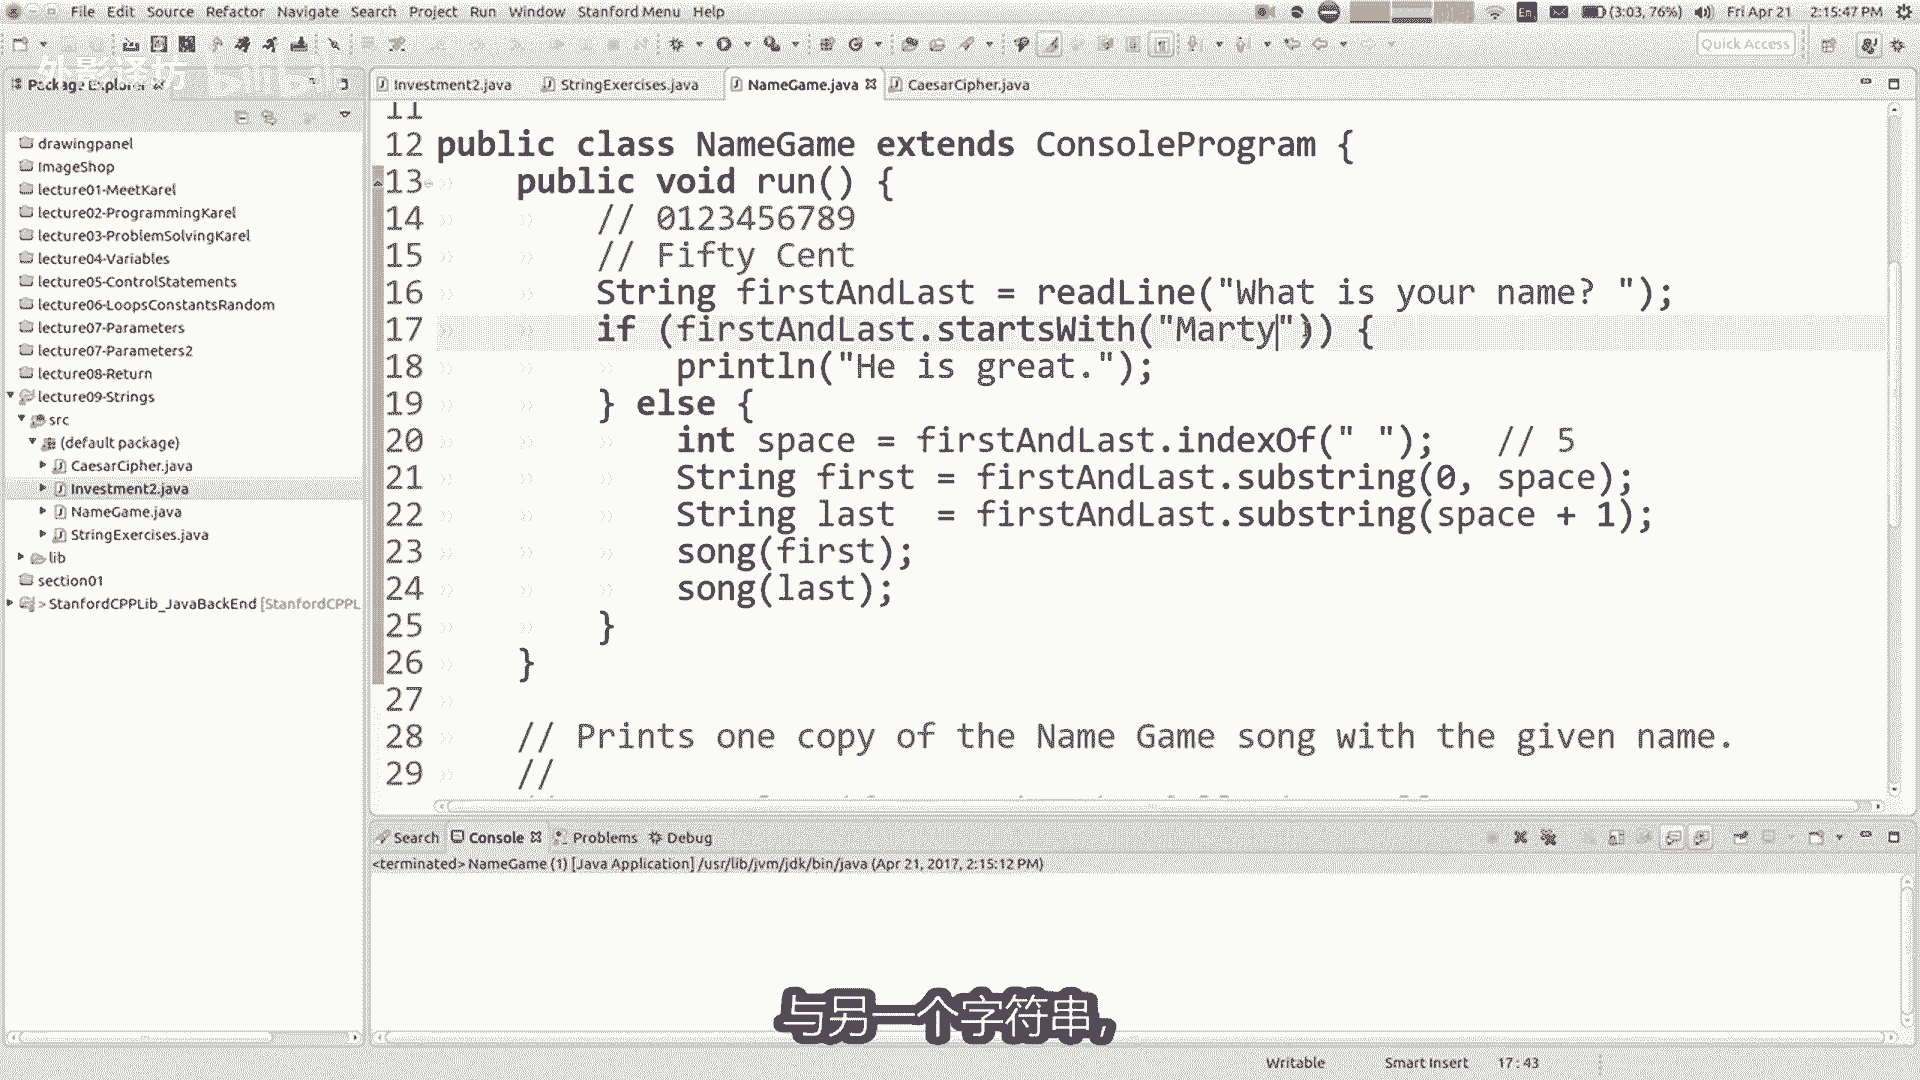 File Edit Source Refactor Navigate Search Project Run Window Stanford Menu Help
En (3:03, 76%) Fri Apr 21 2:15:47 PM
Quick Access
外影译坊 bilibili
Package Explorer
Investment2.java StringExercises.java NameGame.java CaesarCipher.java
drawingpanel
ImageShop
lecture01-MeetKarel
lecture02-ProgrammingKarel
lecture03-ProblemSolvingKarel
lecture04-Variables
lecture05-ControlStatements
lecture06-LoopsConstantsRandom
lecture07-Parameters
lecture07-Parameters2
lecture08-Return
lecture09-Strings
src
(default package)
CaesarCipher.java
Investment2.java
NameGame.java
StringExercises.java
lib
section01
> StanfordCPPLib_JavaBackEnd [StanfordCPPL
11
12 public class NameGame extends ConsoleProgram {
13 public void run() {
14 // 0123456789
15 // Fifty Cent
16 String firstAndLast = readLine("What is your name? ");
17 if (firstAndLast.startsWith("Marty")) {
18 println("He is great.");
19 } else {
20 int space = firstAndLast.indexOf(" "); // 5
21 String first = firstAndLast.substring(0, space);
22 String last = firstAndLast.substring(space + 1);
23 song(first);
24 song(last);
25 }
26 }
27
28 // Prints one copy of the Name Game song with the given name.
29 //
Search Console Problems Debug
<terminated> NameGame (1) [Java Application] /usr/lib/jvm/jdk/bin/java (Apr 21, 2017, 2:15:12 PM)
与另一个字符串,
Writable Smart Insert 17 : 43